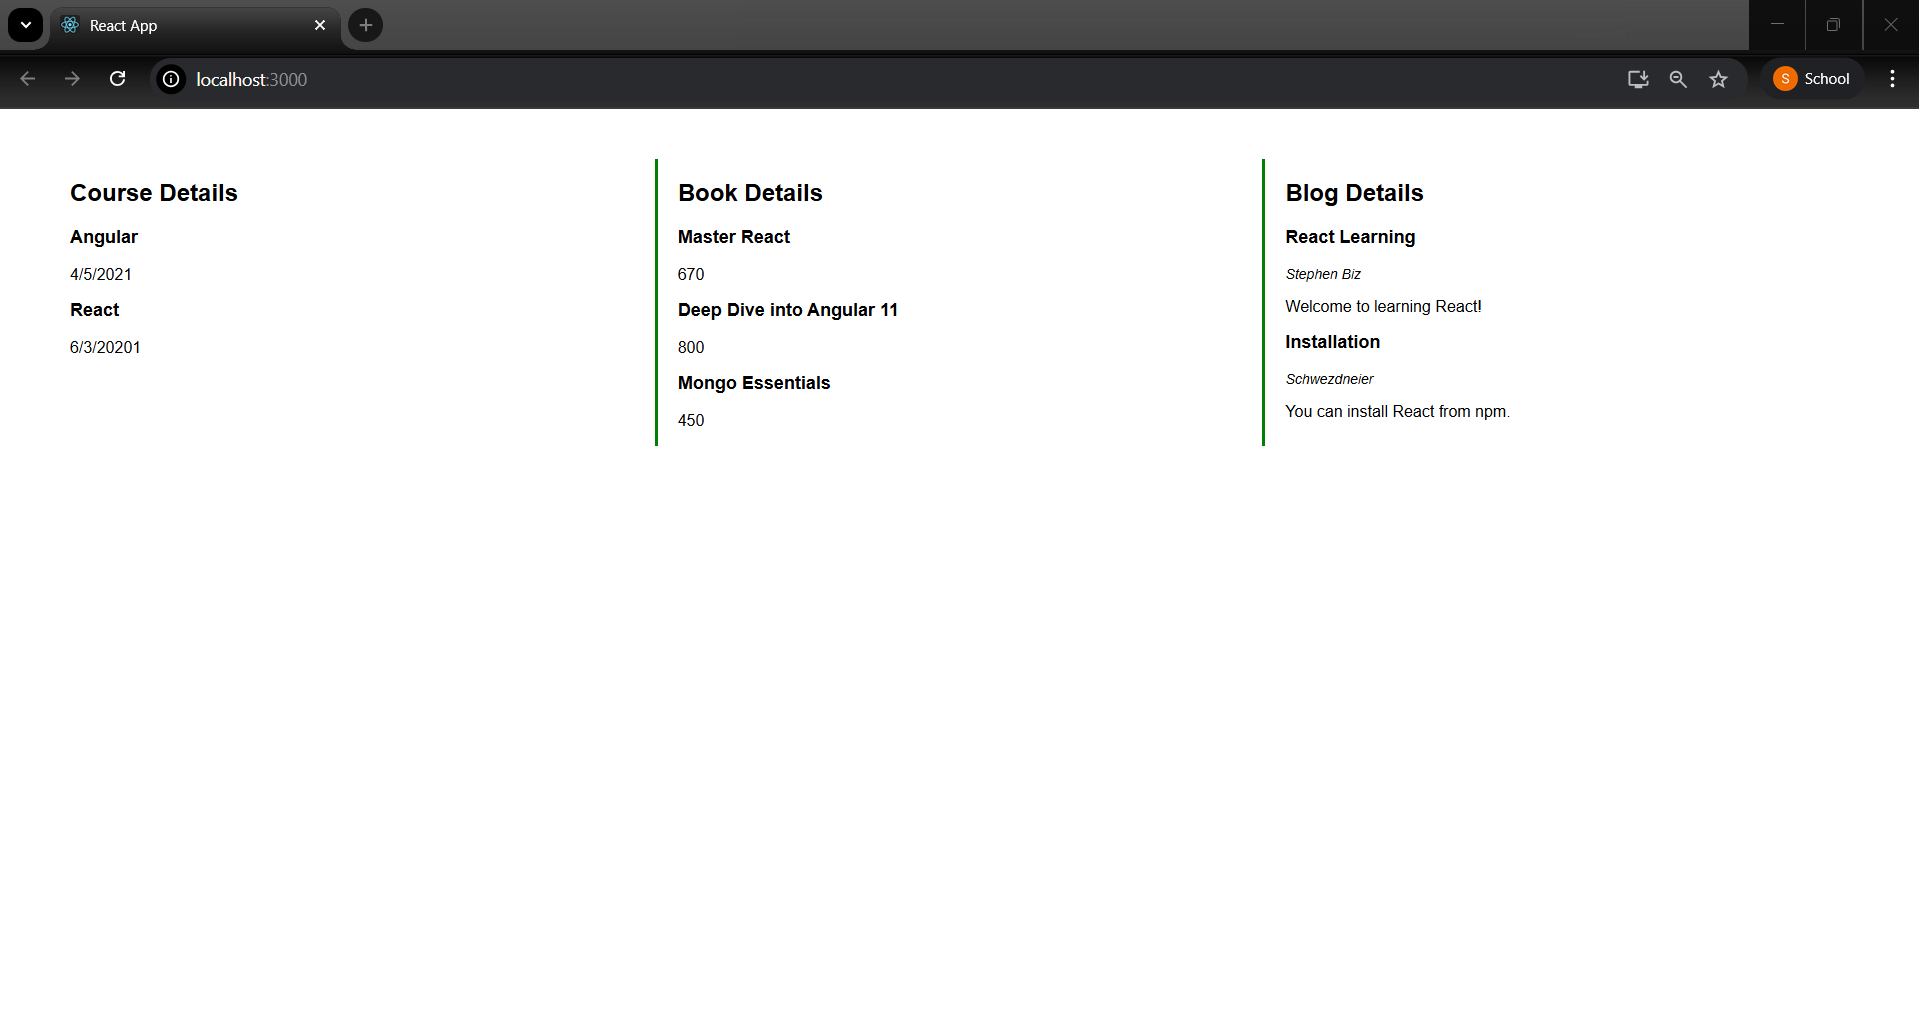 React App
localhost:3000
S School
Course Details
Angular
4/5/2021
React
6/3/20201
Book Details
Master React
670
Deep Dive into Angular 11
800
Mongo Essentials
450
Blog Details
React Learning
Stephen Biz
Welcome to learning React!
Installation
Schwezdneier
You can install React from npm.